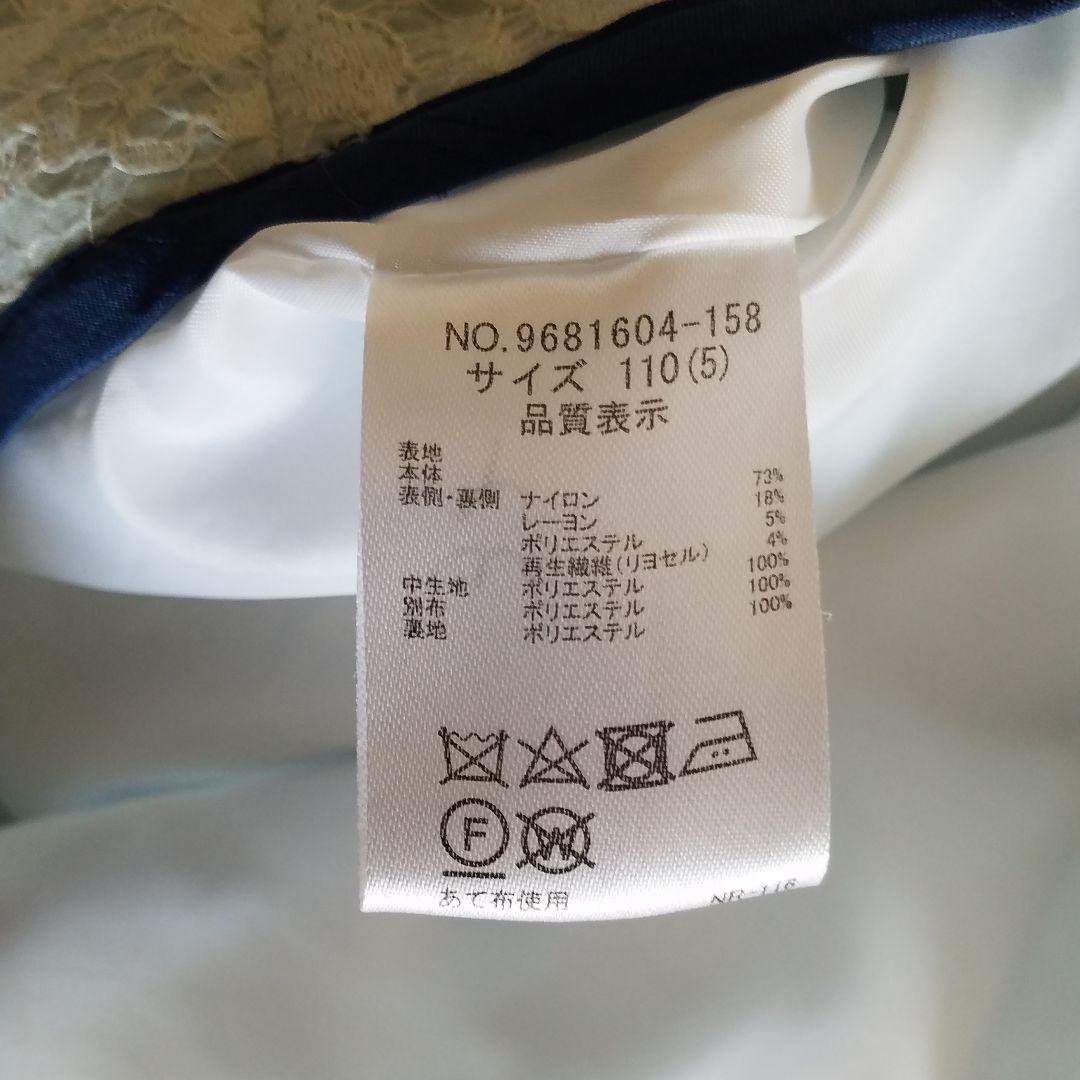 NO.9681604-158
サイズ 110(5)
品質表示
表地
本体
表側・裏側 ナイロン 73%
レーヨン 18%
ポリエステル 5%
再生繊維(リヨセル) 4%
中生地 ポリエステル 100%
別布 ポリエステル 100%
裏地 ポリエステル 100%
F
W
あて布使用 NR-116